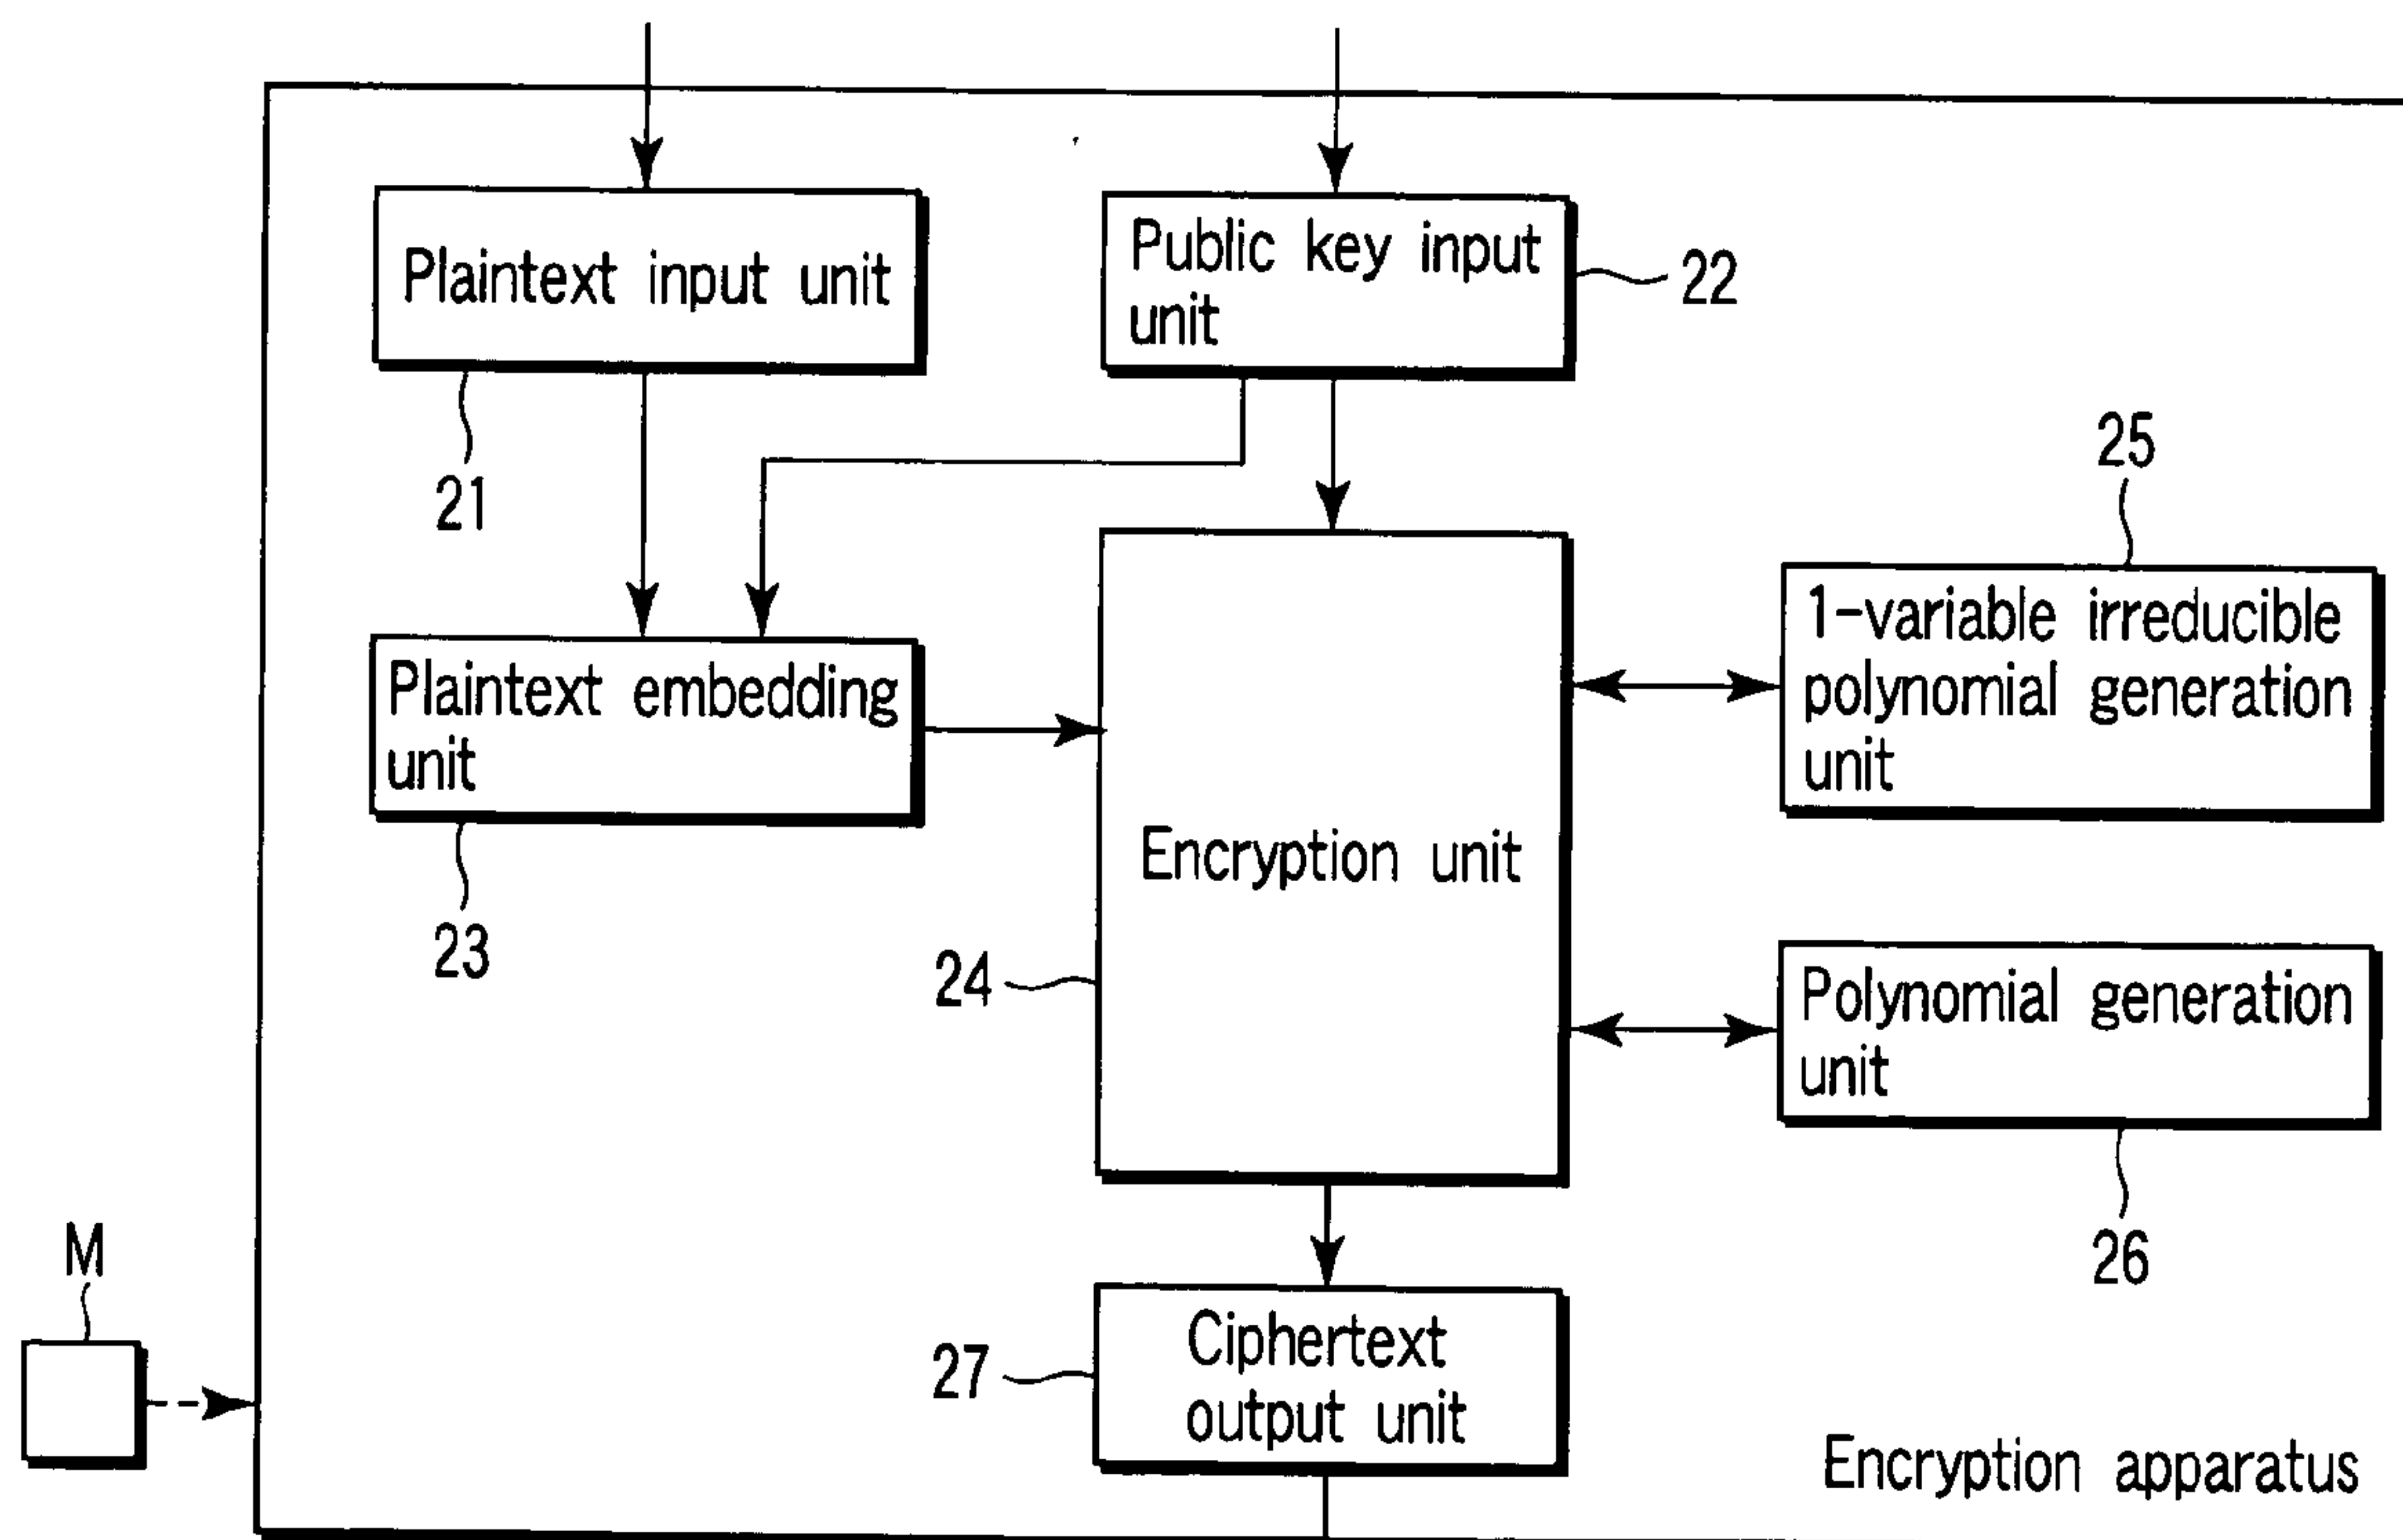 Plaintext input unit
Public key input
unit
22
21
25
1-variable irreducible
polynomial generation
unit
Plaintext embedding
unit
23
Encryption unit
24
Polynomial generation
unit
26
M
27
Ciphertext
output unit
Encryption apparatus